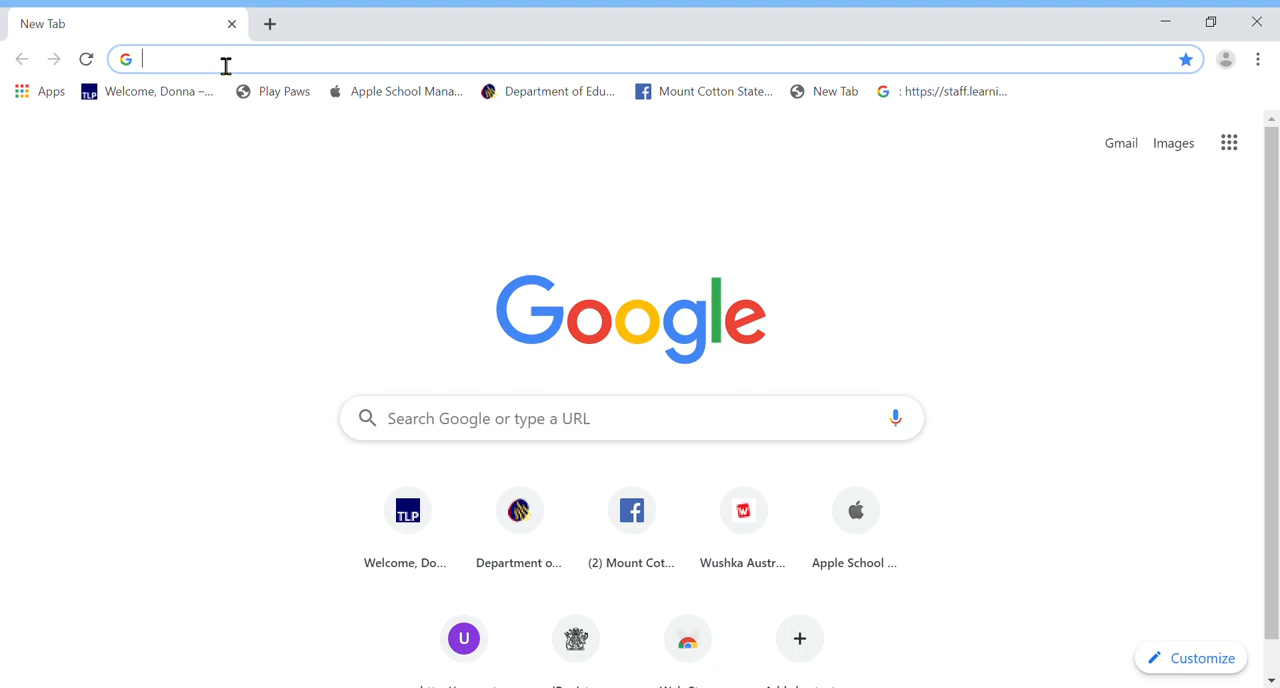 New Tab
Apps
TLP Welcome, Donna –...
Play Paws
Apple School Mana...
Department of Edu...
Mount Cotton State...
New Tab
: https://staff.learni...
Gmail Images
Google
Search Google or type a URL
TLP
Welcome, Do...
Department o...
(2) Mount Cot...
Wushka Austr...
Apple School ...
U
Customize